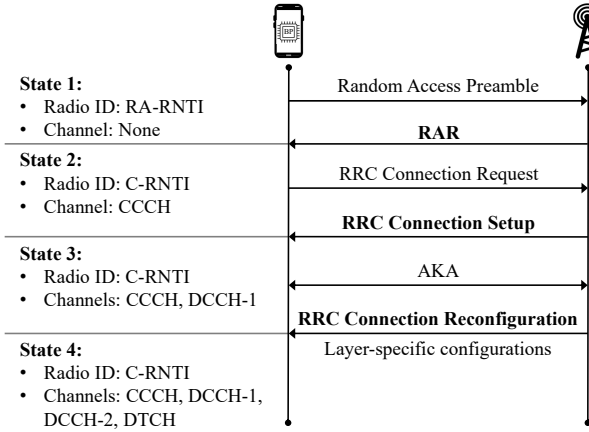 BP
State 1:
• Radio ID: RA-RNTI
• Channel: None
Random Access Preamble
RAR
State 2:
• Radio ID: C-RNTI
• Channel: CCCH
RRC Connection Request
RRC Connection Setup
State 3:
• Radio ID: C-RNTI
• Channels: CCCH, DCCH-1
AKA
RRC Connection Reconfiguration
Layer-specific configurations
State 4:
• Radio ID: C-RNTI
• Channels: CCCH, DCCH-1,
DCCH-2, DTCH